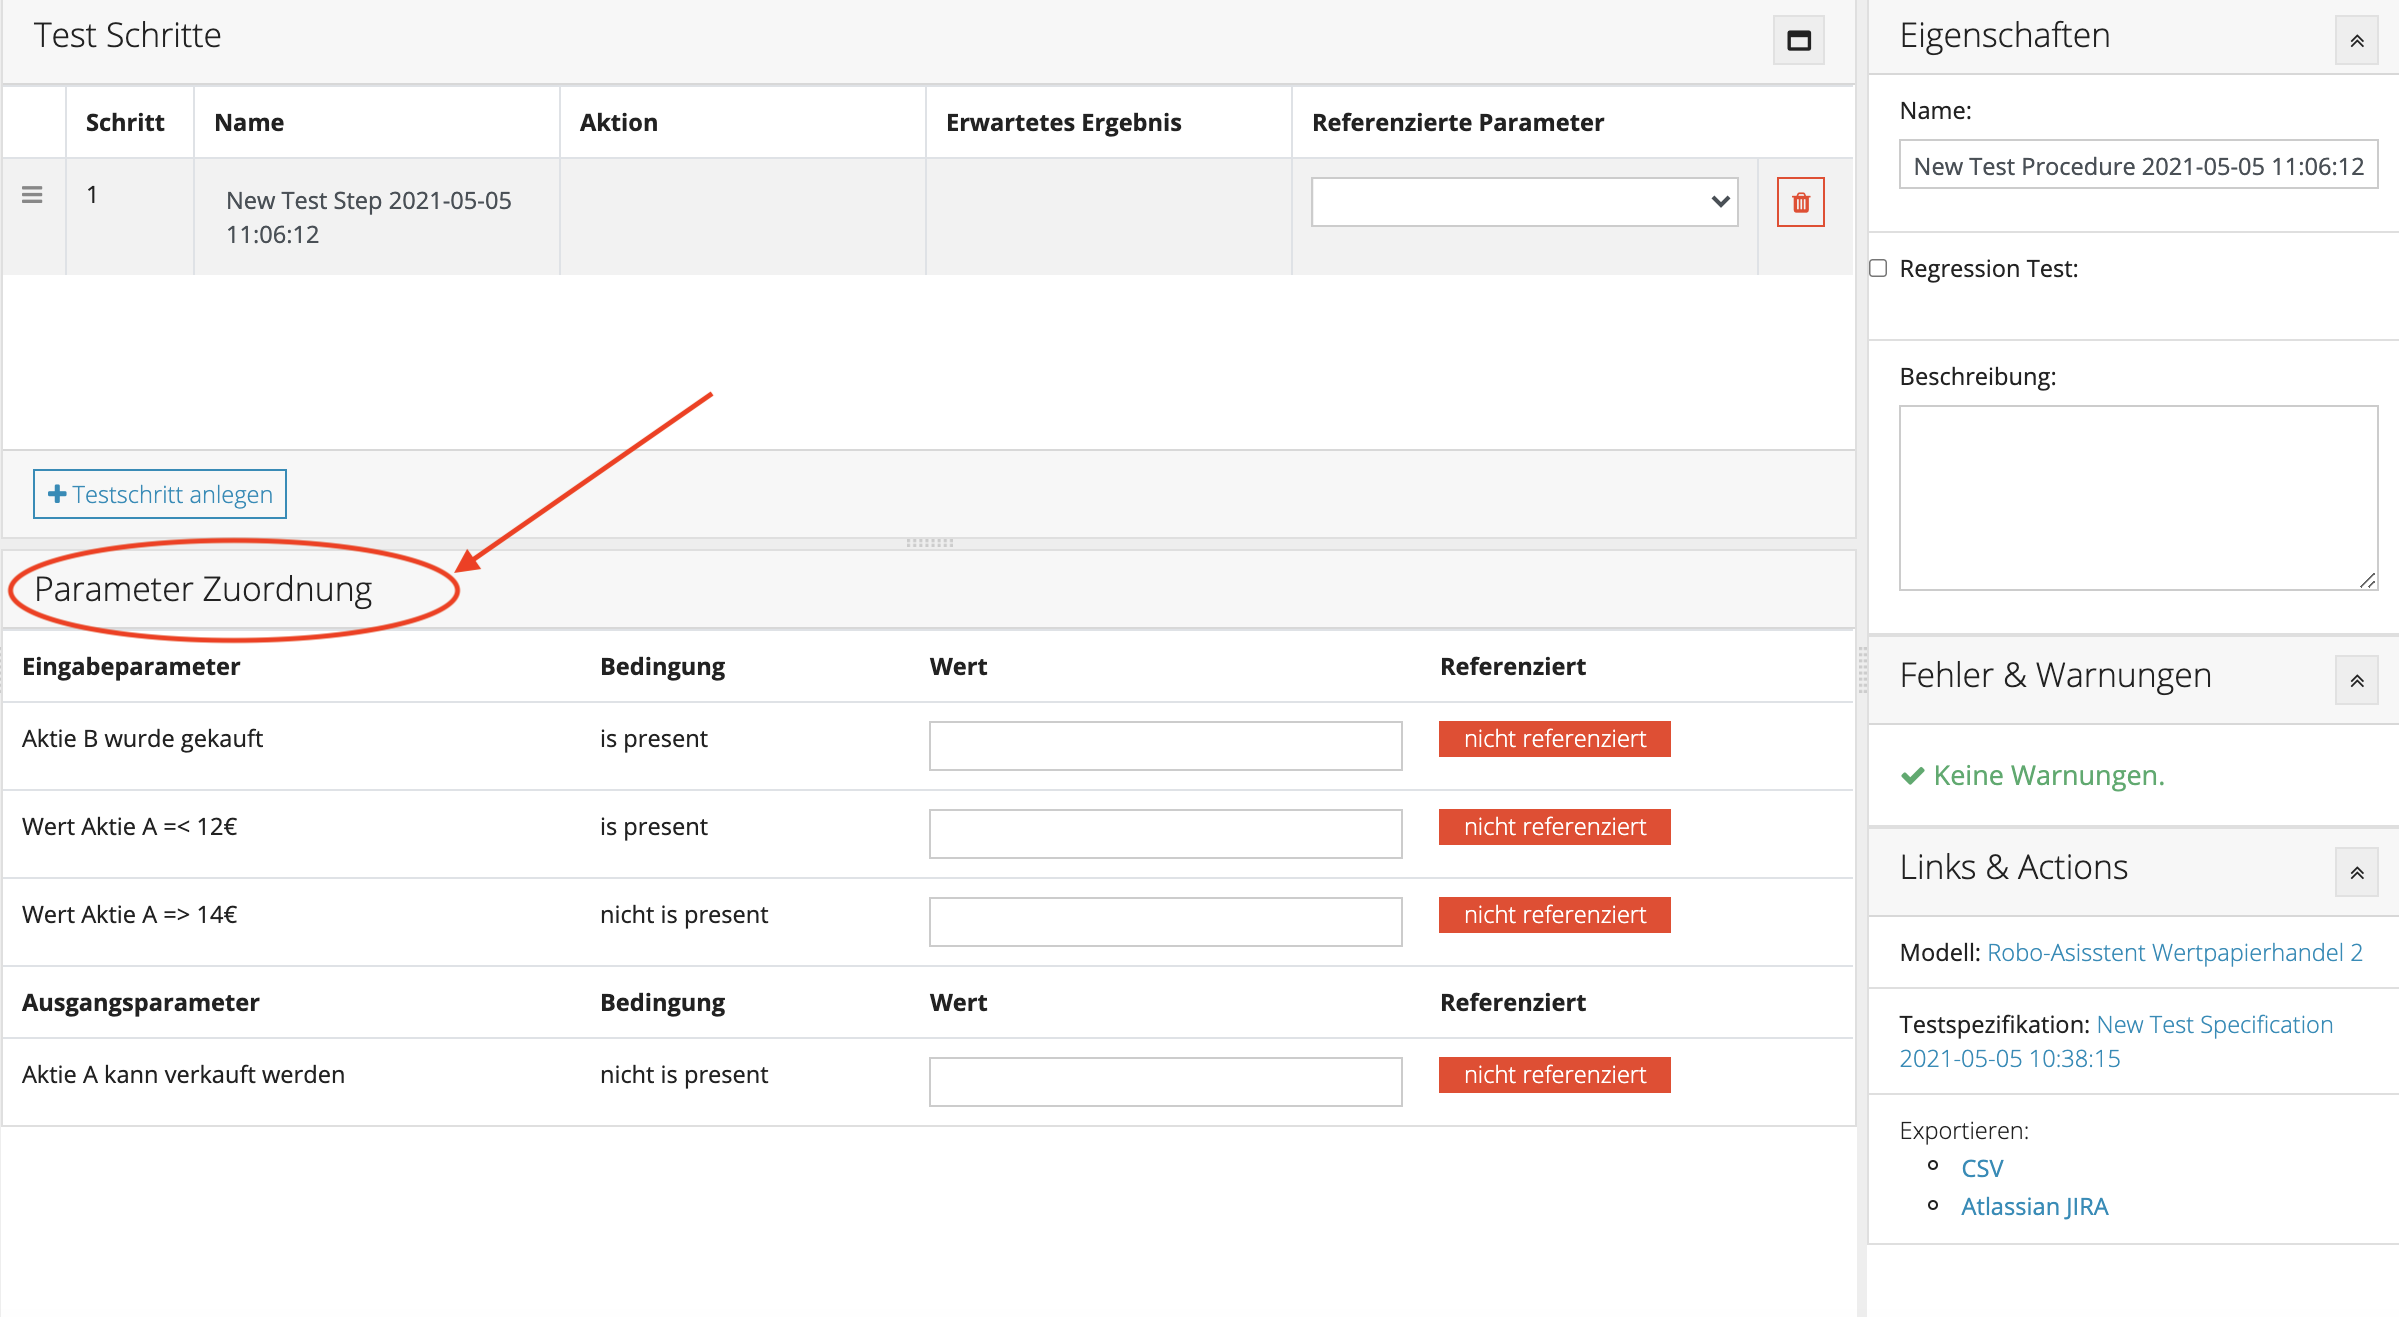 Test Schritte
Schritt Name Aktion Erwartetes Ergebnis Referenzierte Parameter
1 New Test Step 2021-05-05
11:06:12
Testschritt anlegen
Parameter Zuordnung
Eingabeparameter Bedingung Wert Referenziert
Aktie B wurde gekauft is present nicht referenziert
Wert Aktie A =< 12€ is present nicht referenziert
Wert Aktie A => 14€ nicht is present nicht referenziert
Ausgangsparameter Bedingung Wert Referenziert
Aktie A kann verkauft werden nicht is present nicht referenziert
Eigenschaften
Name:
New Test Procedure 2021-05-05 11:06:12
Regression Test:
Beschreibung:
Fehler & Warnungen
Keine Warnungen.
Links & Actions
Modell: Robo-Asisstent Wertpapierhandel 2
Testspezifikation: New Test Specification
2021-05-05 10:38:15
Exportieren:
CSV
Atlassian JIRA